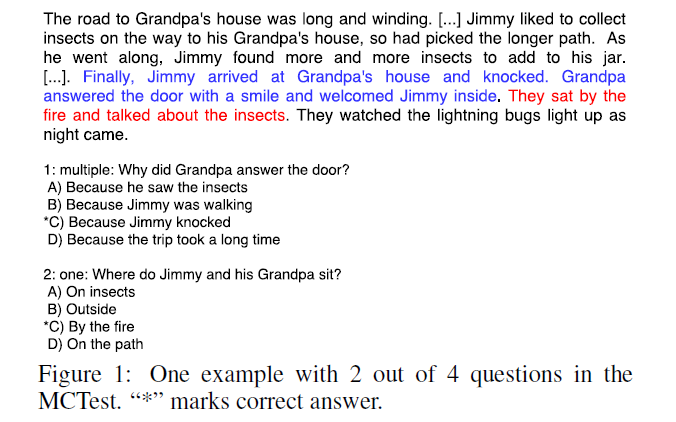 The road to Grandpa's house was long and winding. [...] Jimmy liked to collect
insects on the way to his Grandpa's house, so had picked the longer path. As
he went along, Jimmy found more and more insects to add to his jar.
[...]. Finally, Jimmy arrived at Grandpa's house and knocked. Grandpa
answered the door with a smile and welcomed Jimmy inside. They sat by the
fire and talked about the insects. They watched the lightning bugs light up as
night came.
1: multiple: Why did Grandpa answer the door?
A) Because he saw the insects
B) Because Jimmy was walking
*C) Because Jimmy knocked
D) Because the trip took a long time
2: one: Where do Jimmy and his Grandpa sit?
A) On insects
B) Outside
*C) By the fire
D) On the path
Figure 1: One example with 2 out of 4 questions in the
MCTest. “*” marks correct answer.